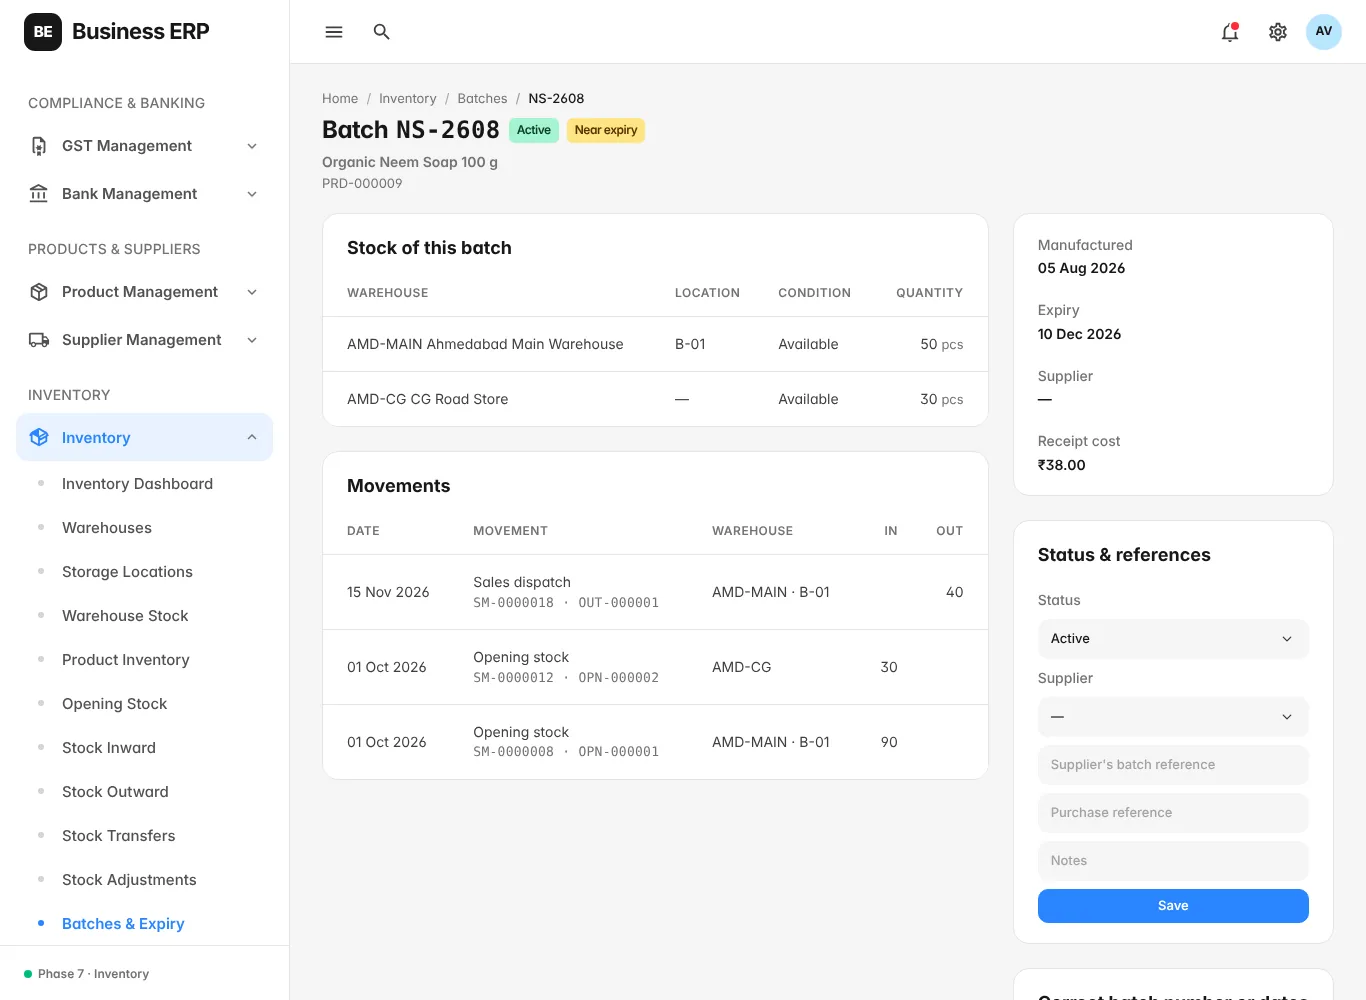 BE Business ERP
COMPLIANCE & BANKING
GST Management
Bank Management
PRODUCTS & SUPPLIERS
Product Management
Supplier Management
INVENTORY
Inventory
Inventory Dashboard
Warehouses
Storage Locations
Warehouse Stock
Product Inventory
Opening Stock
Stock Inward
Stock Outward
Stock Transfers
Stock Adjustments
Batches & Expiry
Phase 7 · Inventory
AV
Home / Inventory / Batches / NS-2608
Batch NS-2608 Active Near expiry
Organic Neem Soap 100 g
PRD-000009
Stock of this batch
WAREHOUSE LOCATION CONDITION QUANTITY
AMD-MAIN Ahmedabad Main Warehouse B-01 Available 50 pcs
AMD-CG CG Road Store — Available 30 pcs
Movements
DATE MOVEMENT WAREHOUSE IN OUT
15 Nov 2026 Sales dispatch AMD-MAIN · B-01 40
SM-0000018 · OUT-000001
01 Oct 2026 Opening stock AMD-CG 30
SM-0000012 · OPN-000002
01 Oct 2026 Opening stock AMD-MAIN · B-01 90
SM-0000008 · OPN-000001
Manufactured
05 Aug 2026
Expiry
10 Dec 2026
Supplier
—
Receipt cost
₹38.00
Status & references
Status
Active
Supplier
—
Supplier's batch reference
Purchase reference
Notes
Save
Correct batch number or dates